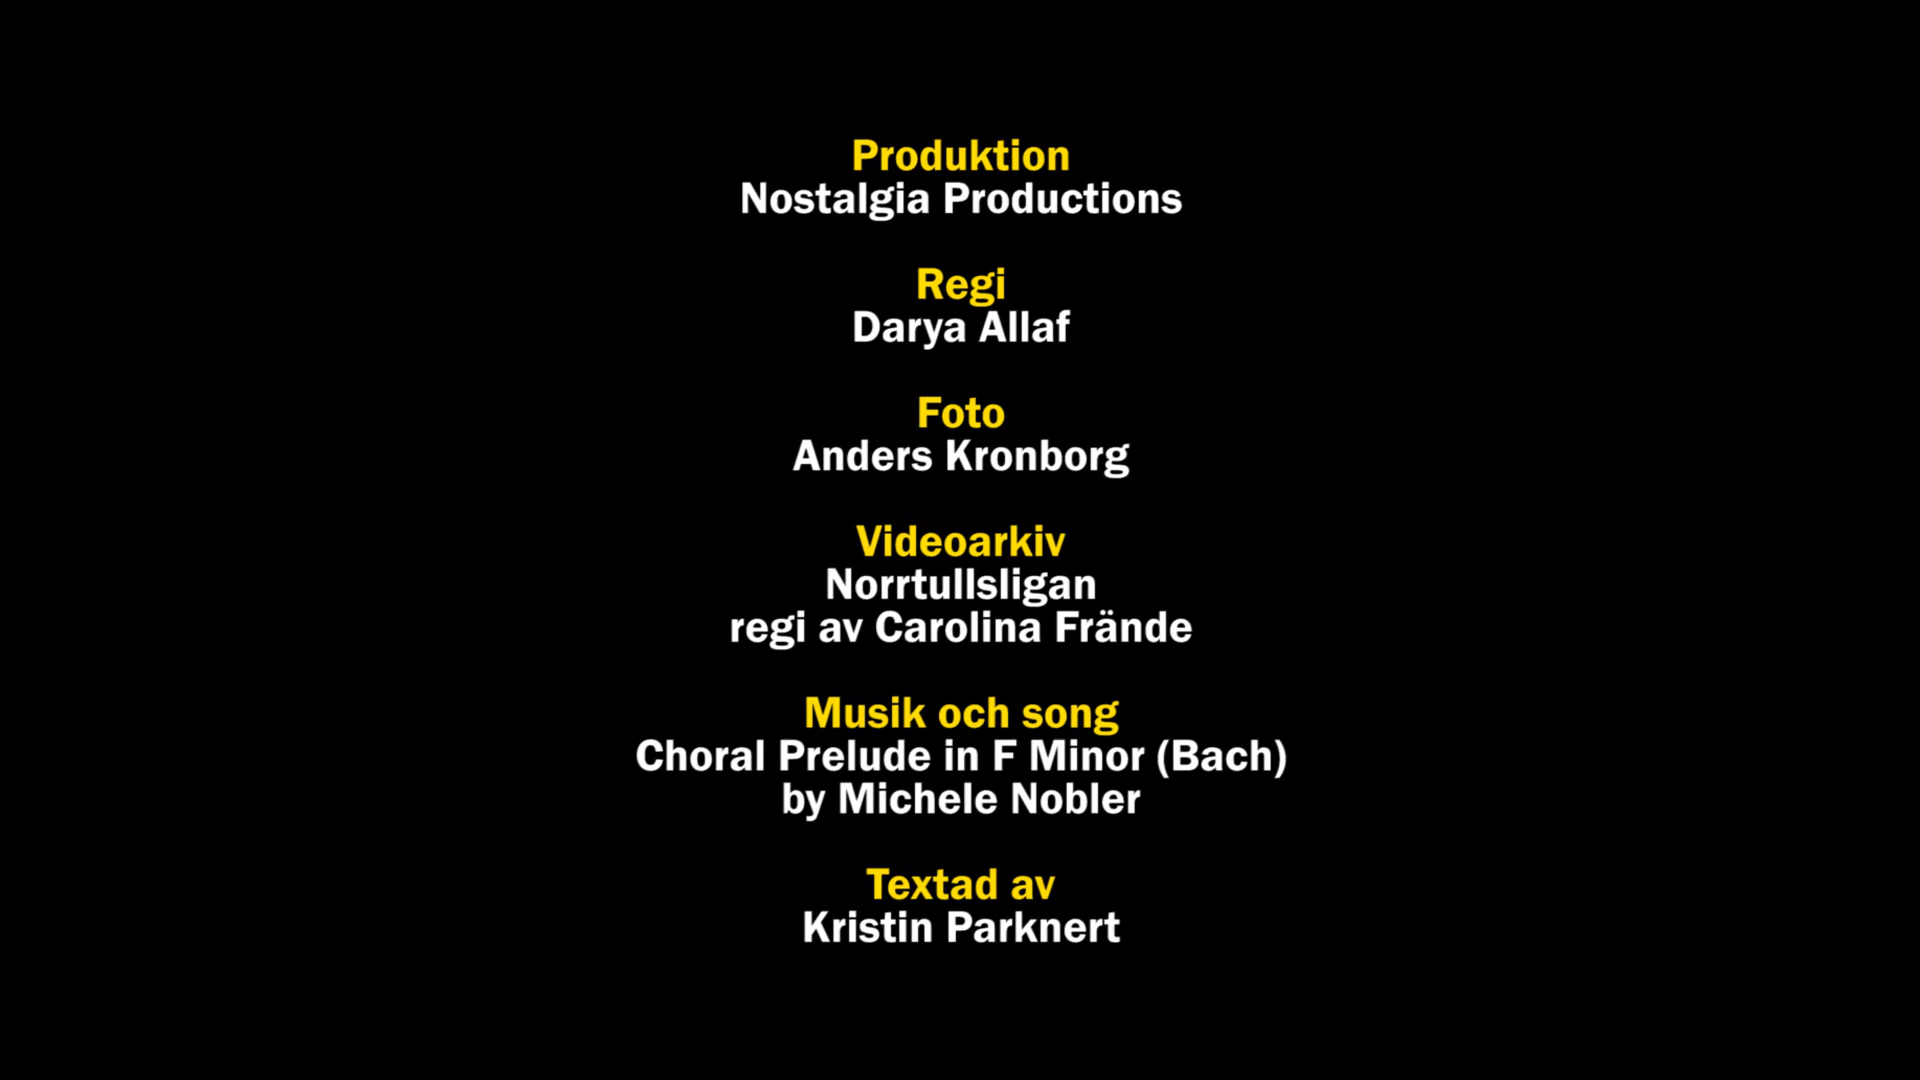 Produktion
Nostalgia Productions
Regi
Darya Allaf
Foto
Anders Kronborg
Videoarkiv
Norrtullsligan
regi av Carolina Frände
Musik och song
Choral Prelude in F Minor (Bach)
by Michele Nobler
Textad av
Kristin Parknert